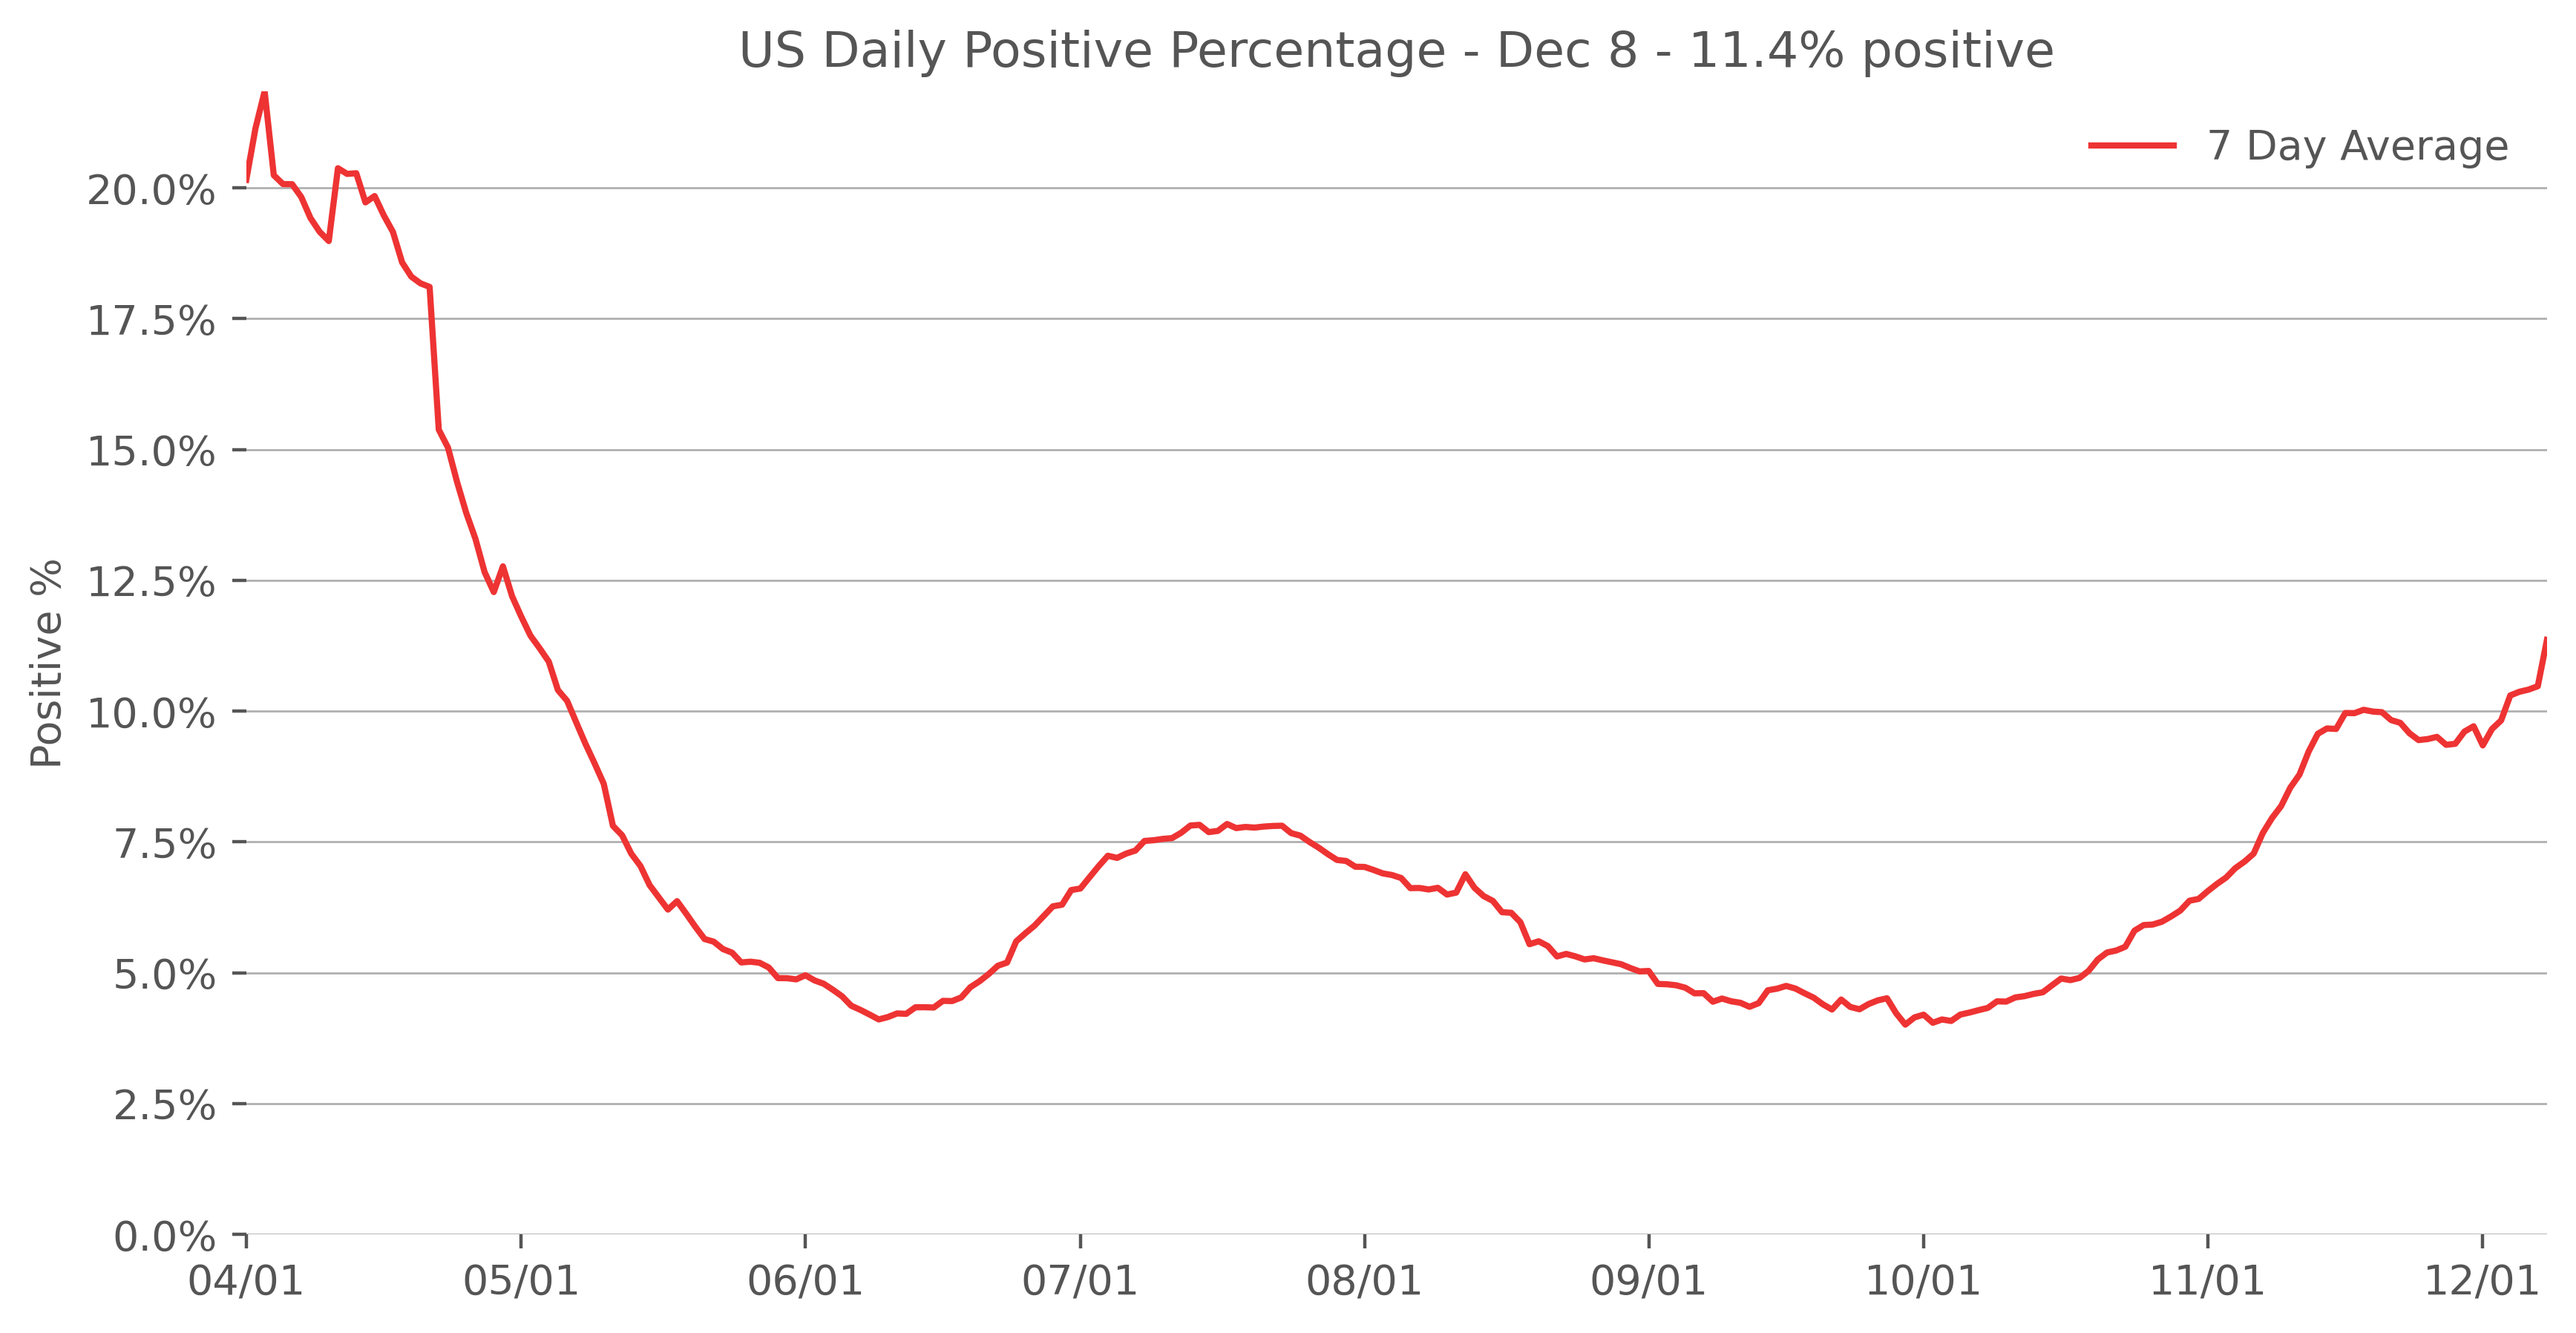 US Daily Positive Percentage - Dec 8 - 11.4% positive
7 Day Average
Positive %
20.0%
17.5%
15.0%
12.5%
10.0%
7.5%
5.0%
2.5%
0.0%
04/01 05/01 06/01 07/01 08/01 09/01 10/01 11/01 12/01